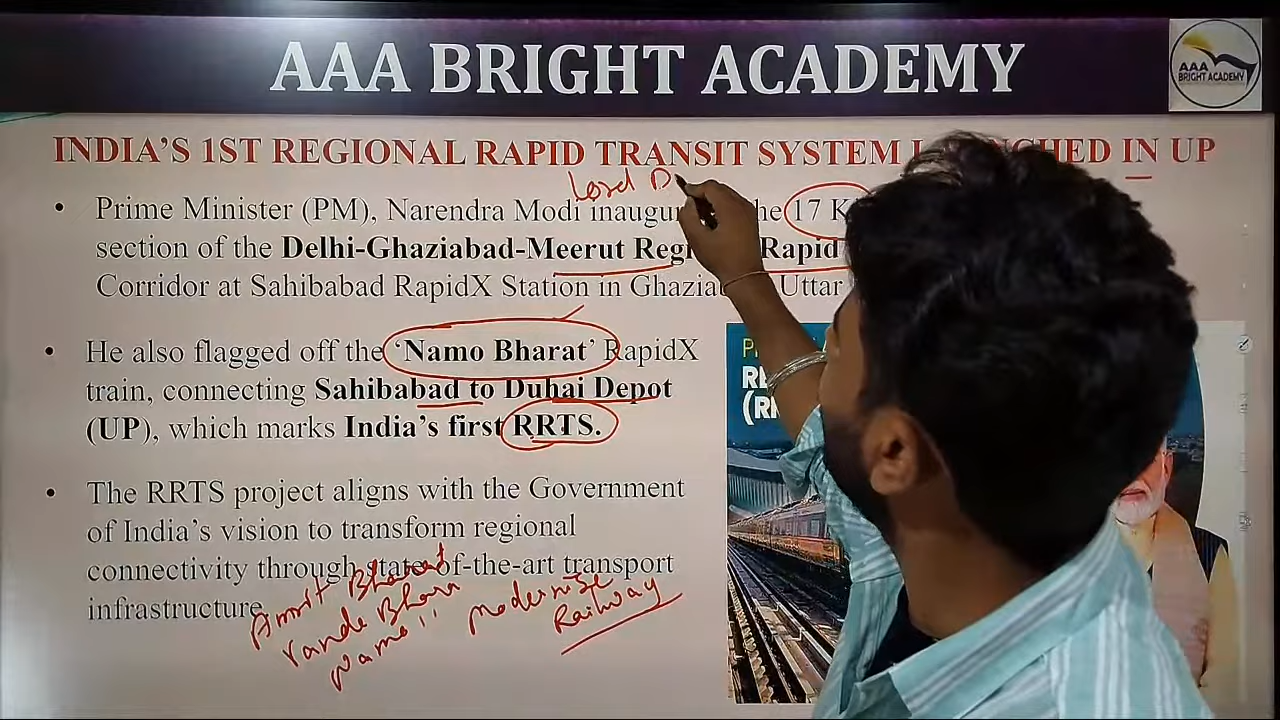 AAA BRIGHT ACADEMY
AAA
BRIGHT ACADEMY
INDIA'S 1ST REGIONAL RAPID TRANSIT SYSTEM IN UP
Lord D
• Prime Minister (PM), Narendra Modi 17 K
section of the Delhi-Ghaziabad-Meerut Rapid
Corridor at Sahibabad RapidX Station in Uttar
• He also flagged off the 'Namo Bharat' RapidX
train, connecting Sahibabad to Duhai Depot
(UP), which marks India's first RRTS.
• The RRTS project aligns with the Government
of India's vision to transform regional
connectivity through state-of-the-art transport
infrastructure
Amrit Bharat
Vande Bhara
Namo ''
modernise
Railway